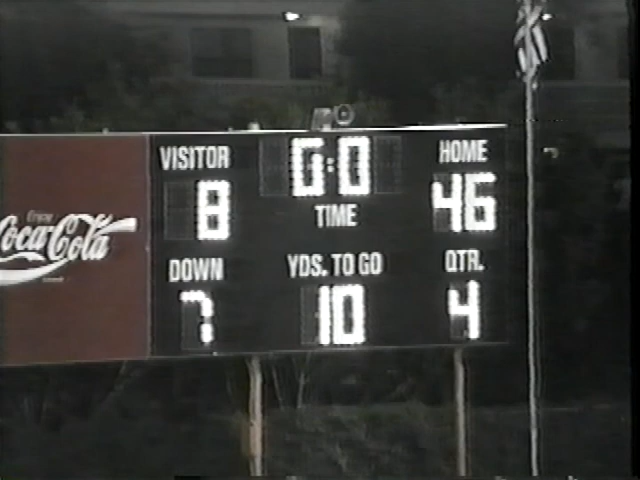 VISITOR
HOME
8
0:0
46
TIME
DOWN
YDS. TO GO
QTR.
7
10
4
Enjoy
Coca-Cola